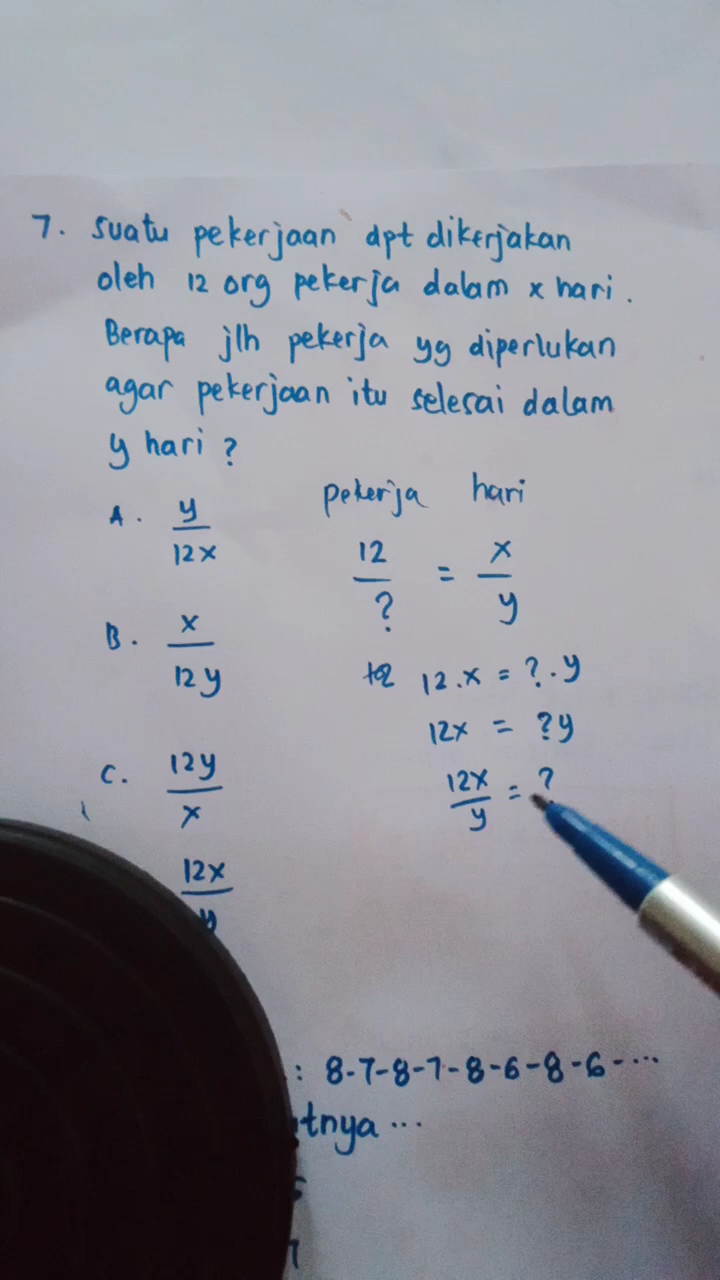 7. Suatu pekerjaan dpt dikerjakan
oleh 12 org pekerja dalam x hari.
Berapa jlh pekerja yg diperlukan
agar pekerjaan itu selesai dalam
y hari?
A. y/12x
B. x/12y
C. 12y/x
12x/y
pekerja hari
12/? = x/y
12.x = ?.y
12x = ?y
12x/y = ?
: 8-7-8-7-8-6-8-6-...
tnya ...